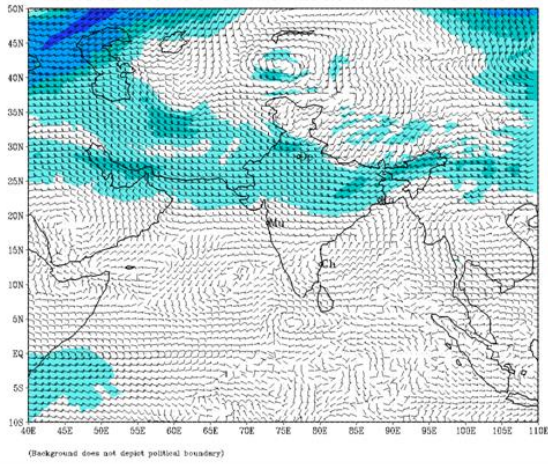 50N
45N
40N
35N
30N
25N
20N
15N
10N
5N
EQ
5S
10S
Mu
Ch
40E 45E 50E 55E 60E 65E 70E 75E 80E 85E 90E 95E 100E 105E 110E
(Background does not depict political boundary)